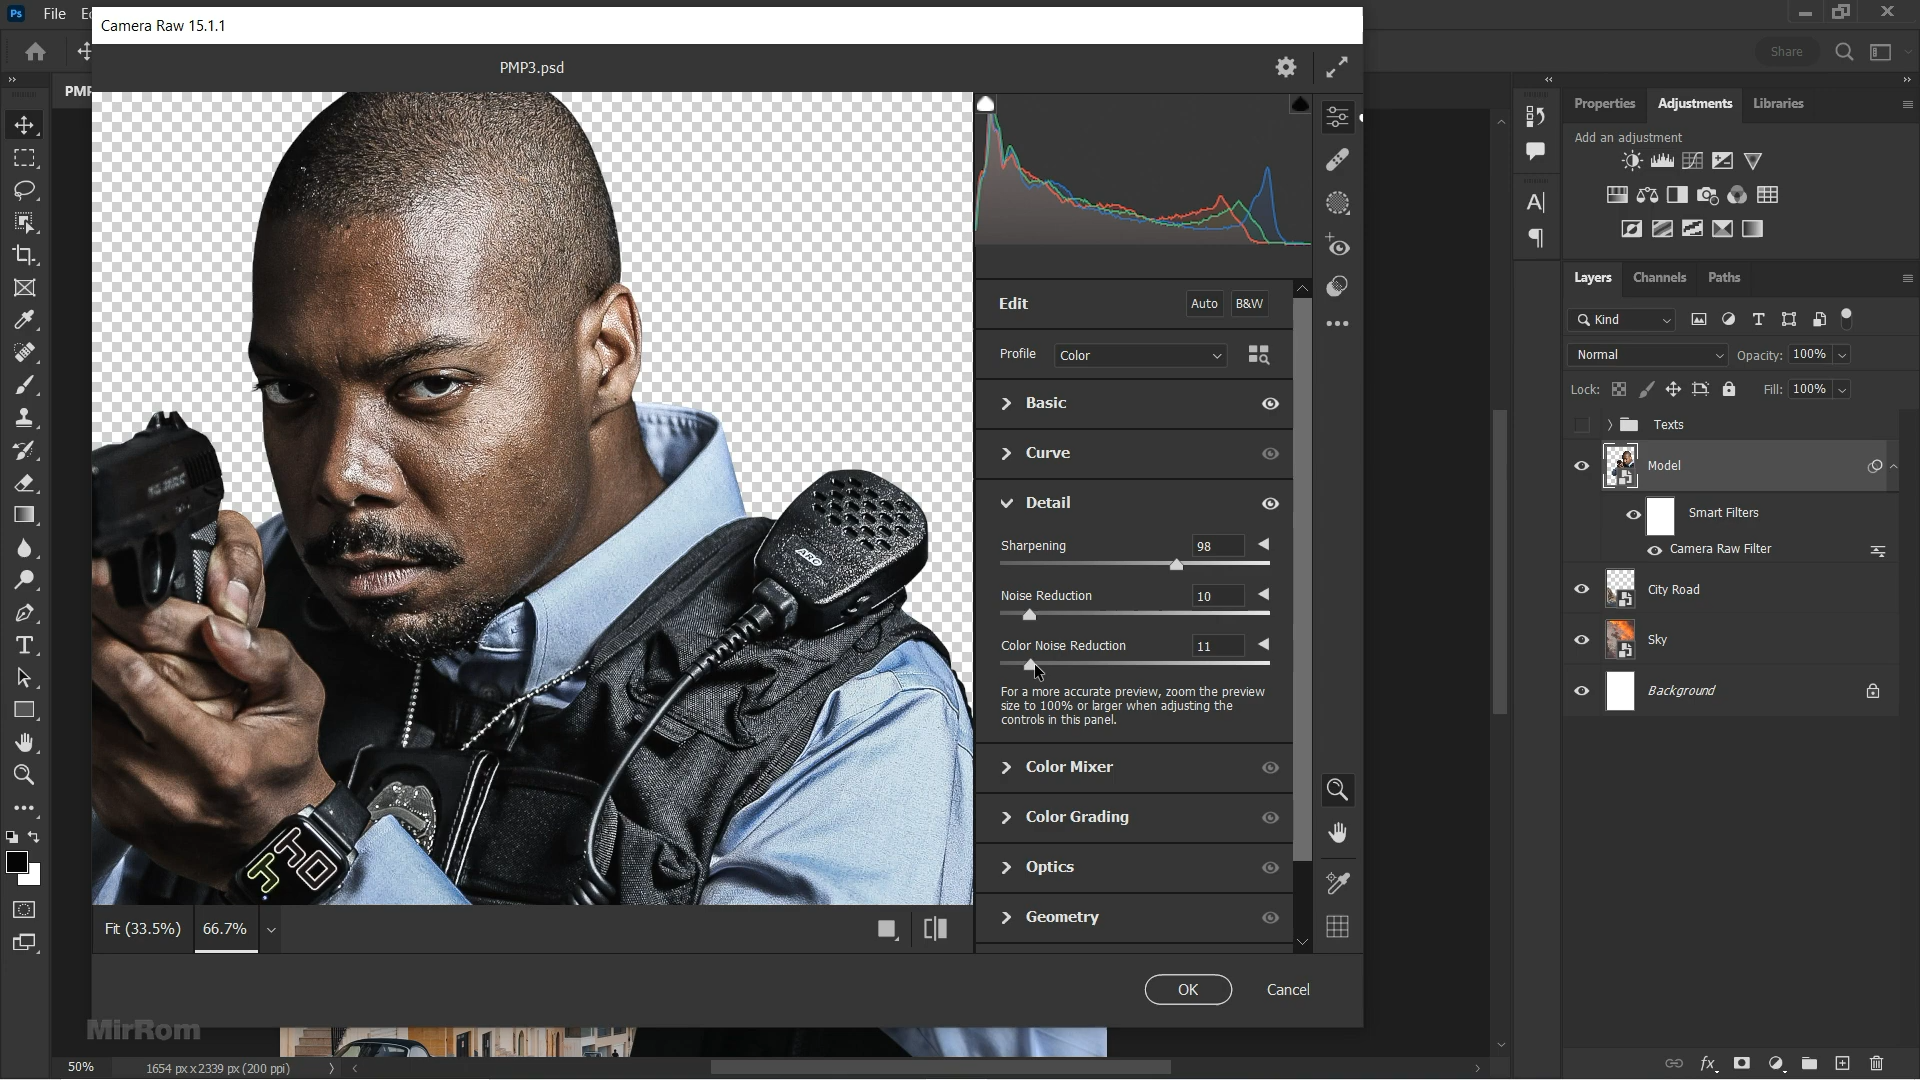 Ps File
Camera Raw 15.1.1
PMP3.psd
Share
Properties Adjustments Libraries
Add an adjustment
Edit Auto B&W
Profile Color
Basic
Curve
Detail
Sharpening 98
Noise Reduction 10
Color Noise Reduction 11
For a more accurate preview, zoom the preview
size to 100% or larger when adjusting the
controls in this panel.
Color Mixer
Color Grading
Optics
Geometry
Layers Channels Paths
Kind
Normal Opacity: 100%
Lock: Fill: 100%
Texts
Model
Smart Filters
Camera Raw Filter
City Road
Sky
Background
Fit (33.5%) 66.7%
OK Cancel
MirRom
50% 1654 px x 2339 px (200 ppi)